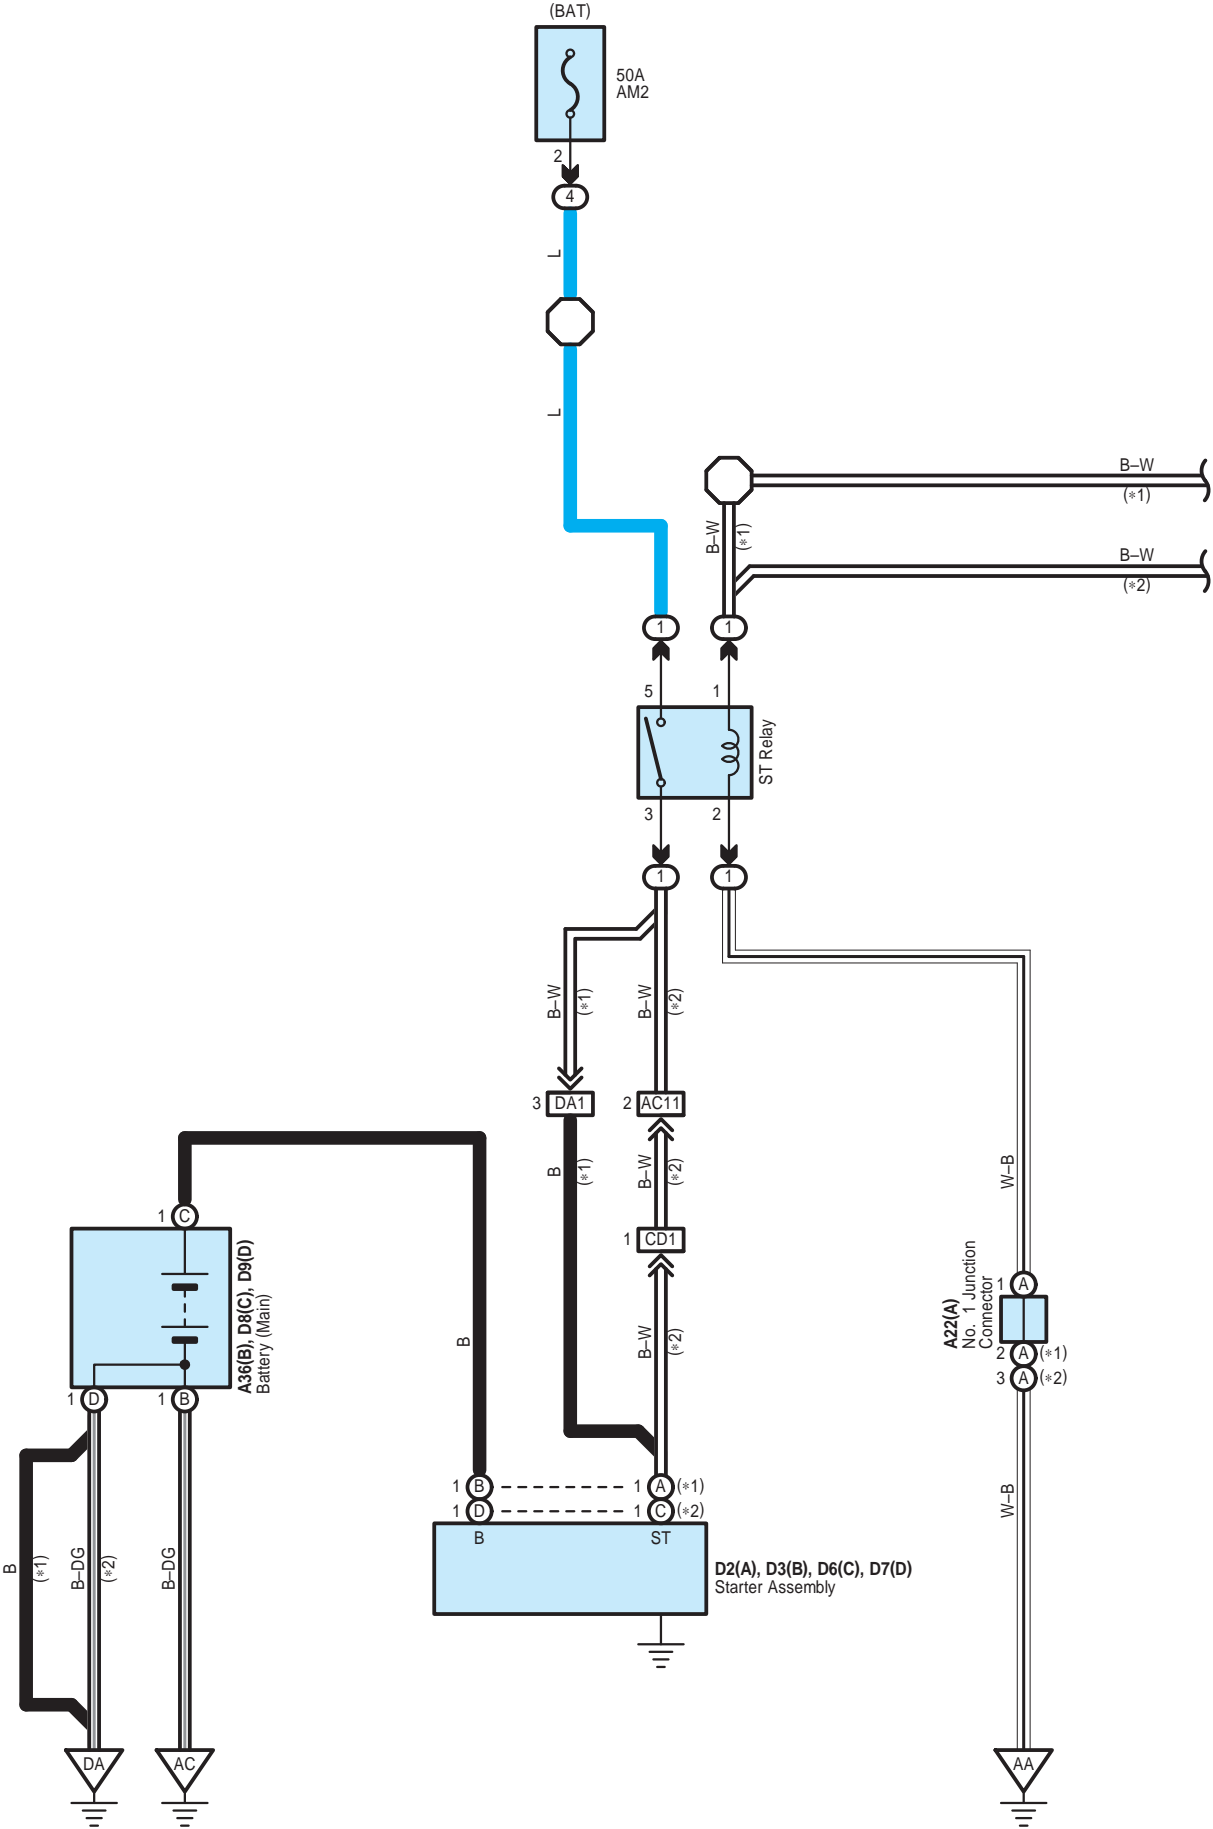 (BAT)
50A
AM2
2
4
L
L
B–W
(*1)
B–W
(*1)
B–W
(*2)
1
1
5
1
ST Relay
3
2
1
1
B–W
(*1)
B–W
(*2)
3
DA1
2
AC11
B
(*1)
B–W
(*2)
W–B
1
C
1
CD1
A36(B), D8(C), D9(D)
Battery (Main)
B
B–W
(*2)
A22(A)
No. 1 Junction
Connector
1
A
2
A
(*1)
3
A
(*2)
1
D
1
B
1
B
1
A
(*1)
1
D
1
C
(*2)
B
ST
W–B
B
(*1)
B–DG
(*2)
B–DG
D2(A), D3(B), D6(C), D7(D)
Starter Assembly
DA
AC
AA